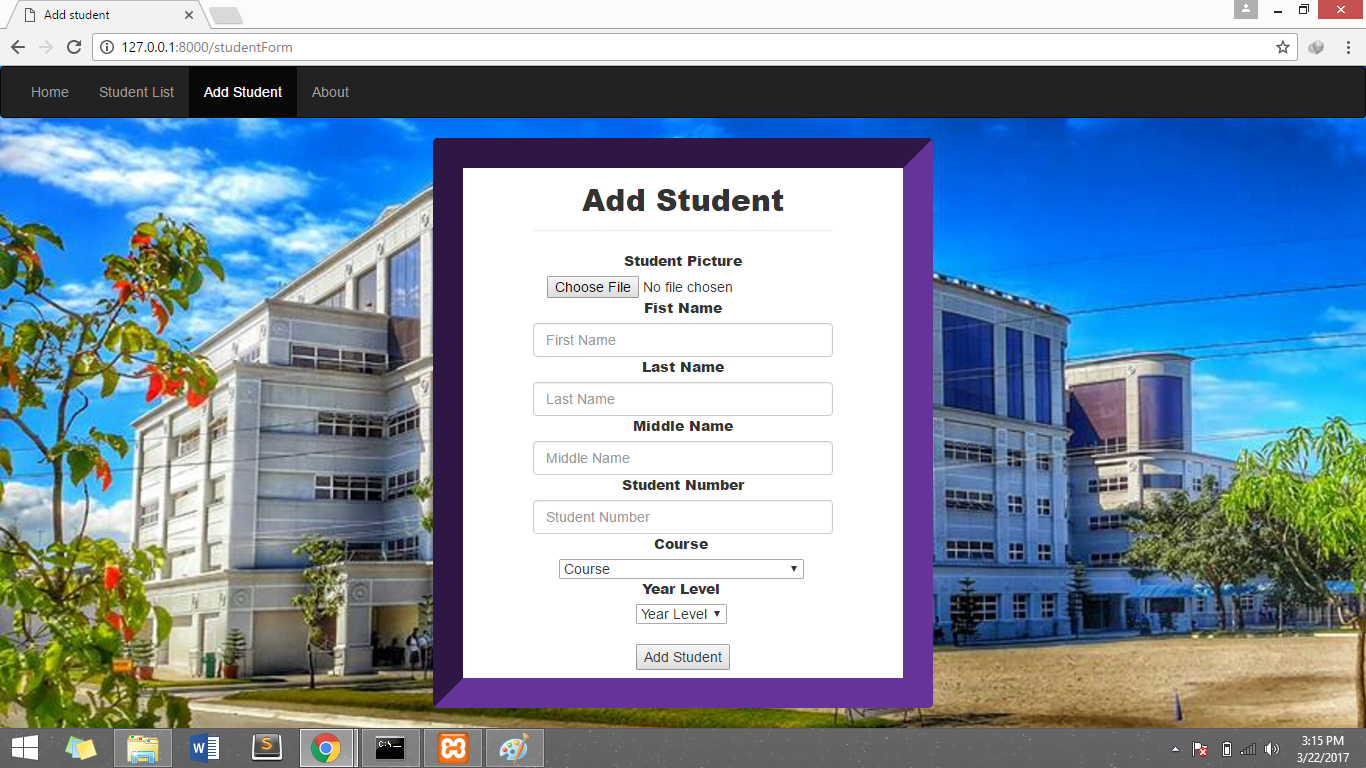 Add student
127.0.0.1:8000/studentForm
Home Student List Add Student About
Add Student
Student Picture
Choose File No file chosen
Fist Name
First Name
Last Name
Last Name
Middle Name
Middle Name
Student Number
Student Number
Course
Course
Year Level
Year Level
Add Student
3:15 PM
3/22/2017